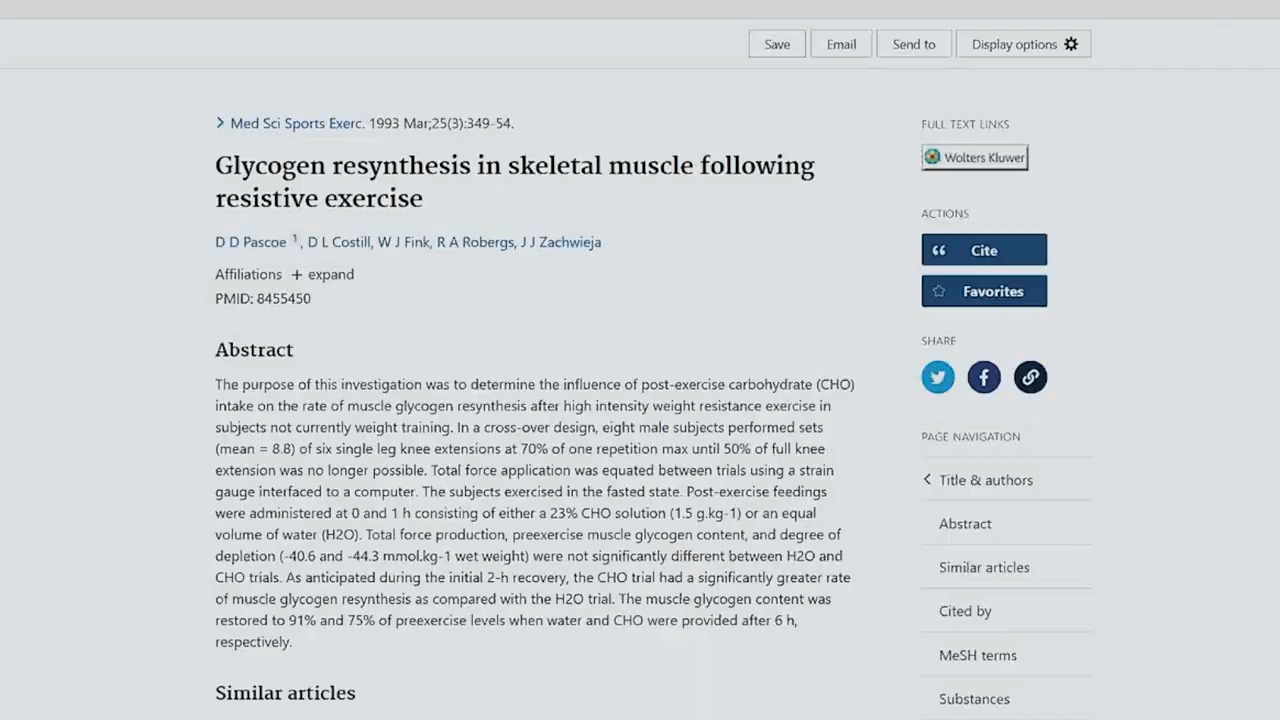 Save Email Send to Display options
Med Sci Sports Exerc. 1993 Mar;25(3):349-54.
Glycogen resynthesis in skeletal muscle following
resistive exercise
D D Pascoe 1, D L Costill, W J Fink, R A Robergs, J J Zachwieja
Affiliations + expand
PMID: 8455450
Abstract
The purpose of this investigation was to determine the influence of post-exercise carbohydrate (CHO)
intake on the rate of muscle glycogen resynthesis after high intensity weight resistance exercise in
subjects not currently weight training. In a cross-over design, eight male subjects performed sets
(mean = 8.8) of six single leg knee extensions at 70% of one repetition max until 50% of full knee
extension was no longer possible. Total force application was equated between trials using a strain
gauge interfaced to a computer. The subjects exercised in the fasted state. Post-exercise feedings
were administered at 0 and 1 h consisting of either a 23% CHO solution (1.5 g.kg-1) or an equal
volume of water (H2O). Total force production, preexercise muscle glycogen content, and degree of
depletion (-40.6 and -44.3 mmol.kg-1 wet weight) were not significantly different between H2O and
CHO trials. As anticipated during the initial 2-h recovery, the CHO trial had a significantly greater rate
of muscle glycogen resynthesis as compared with the H2O trial. The muscle glycogen content was
restored to 91% and 75% of preexercise levels when water and CHO were provided after 6 h,
respectively.
Similar articles
FULL TEXT LINKS
Wolters Kluwer
ACTIONS
Cite
Favorites
SHARE
PAGE NAVIGATION
Title & authors
Abstract
Similar articles
Cited by
MeSH terms
Substances